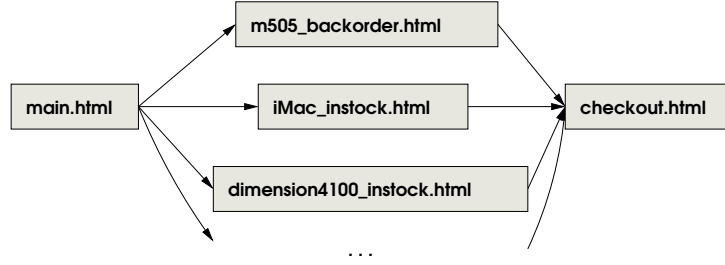 m505_backorder.html
main.html
iMac_instock.html
checkout.html
dimension4100_instock.html
...